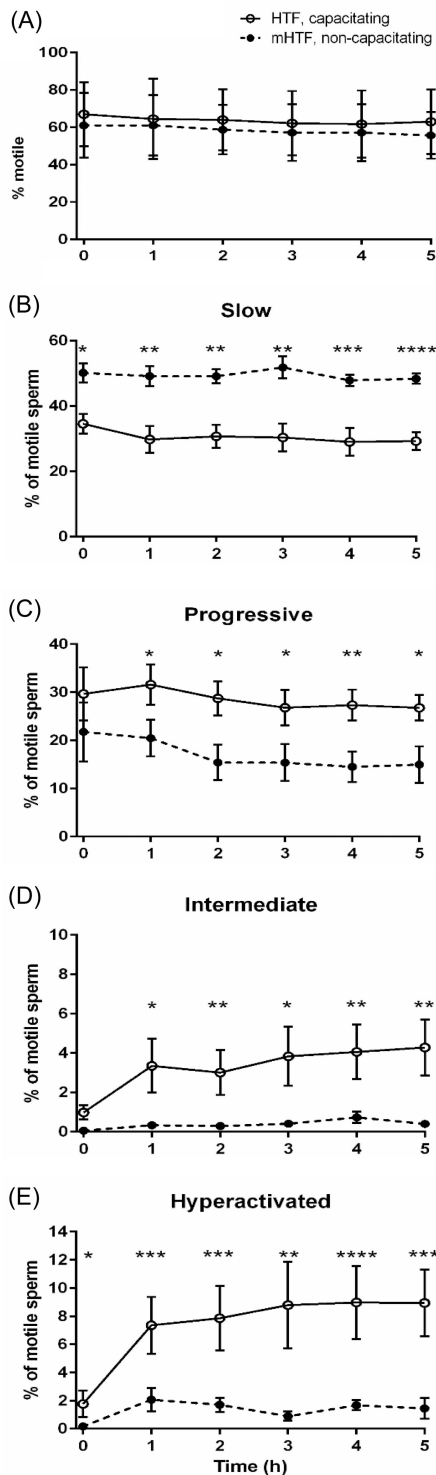 (A)
HTF, capacitating
mHTF, non-capacitating
% motile
100
80
60
40
20
0
0 1 2 3 4 5
(B)
Slow
% of motile sperm
60
40
20
0
* ** ** ** *** ****
0 1 2 3 4 5
(C)
Progressive
% of motile sperm
40
30
20
10
0
* * * ** *
0 1 2 3 4 5
(D)
Intermediate
% of motile sperm
10
8
6
4
2
0
* ** * ** **
0 1 2 3 4 5
(E)
Hyperactivated
% of motile sperm
14
12
10
8
6
4
2
0
* *** *** ** **** ***
0 1 2 3 4 5
Time (h)